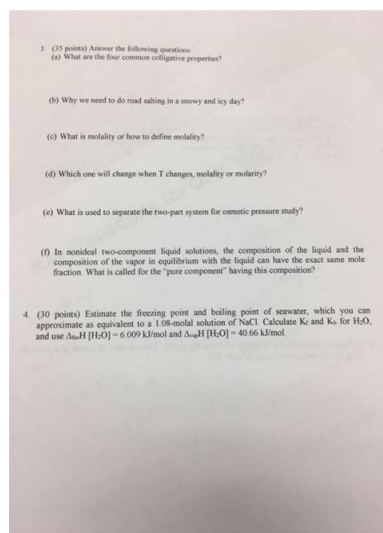 3. (35 points) Answer the following questions.
(a) What are the four common colligative properties?
(b) Why we need to do road salting in a snowy and icy day?
(c) What is molality or how to define molality?
(d) Which one will change when T changes, molality or molarity?
(e) What is used to separate the two-part system for osmotic pressure study?
(f) In nonideal two-component liquid solutions, the composition of the liquid and the
composition of the vapor in equilibrium with the liquid can have the exact same mole
fraction. What is called for the "pure component" having this composition?
4. (30 points) Estimate the freezing point and boiling point of seawater, which you can
approximate as equivalent to a 1.08-molal solution of NaCl. Calculate Kf and Kb for H₂O,
and use ΔfusH [H₂O] = 6.009 kJ/mol and ΔvapH [H₂O] = 40.66 kJ/mol.